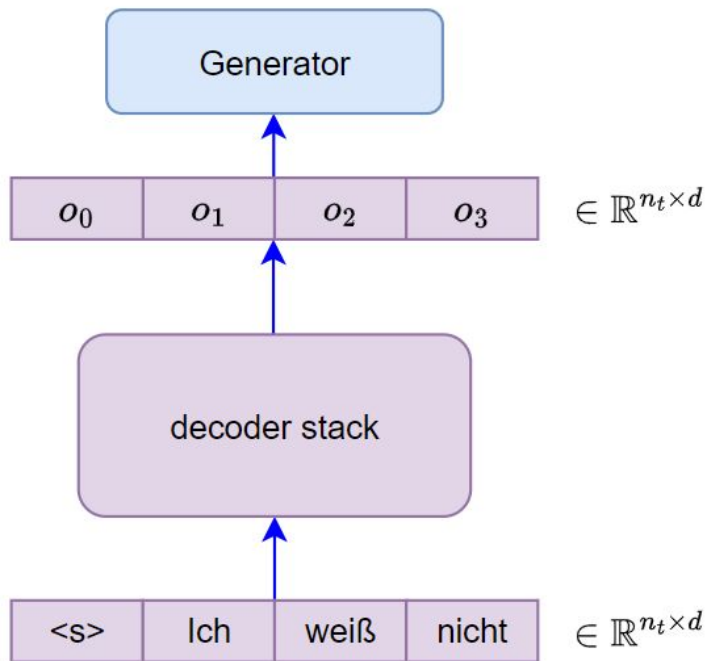 Generator
o₀ o₁ o₂ o₃ ∈ ℝ^{n_t×d}
decoder stack
<s> Ich weiß nicht ∈ ℝ^{n_t×d}